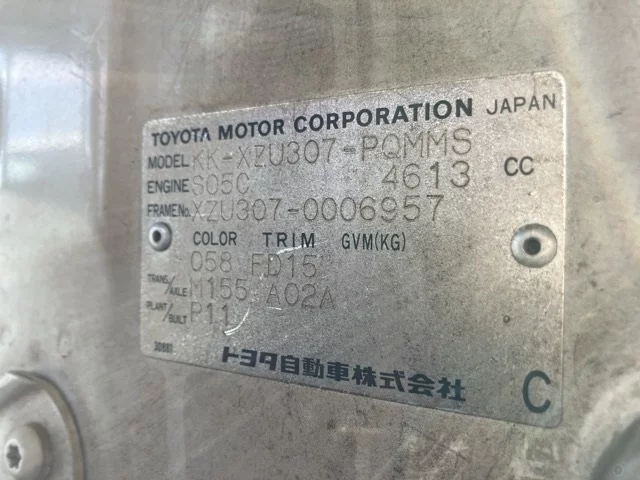 TOYOTA MOTOR CORPORATION JAPAN
MODEL KK-XZU307-PQMMS
ENGINE S05C 4613 CC
FRAME No. XZU307-0006957
COLOR TRIM GVM(KG)
058 FD15
TRANS/AXLE M155 A02A
PLANT/BUILT P11
トヨタ自動車株式会社
C